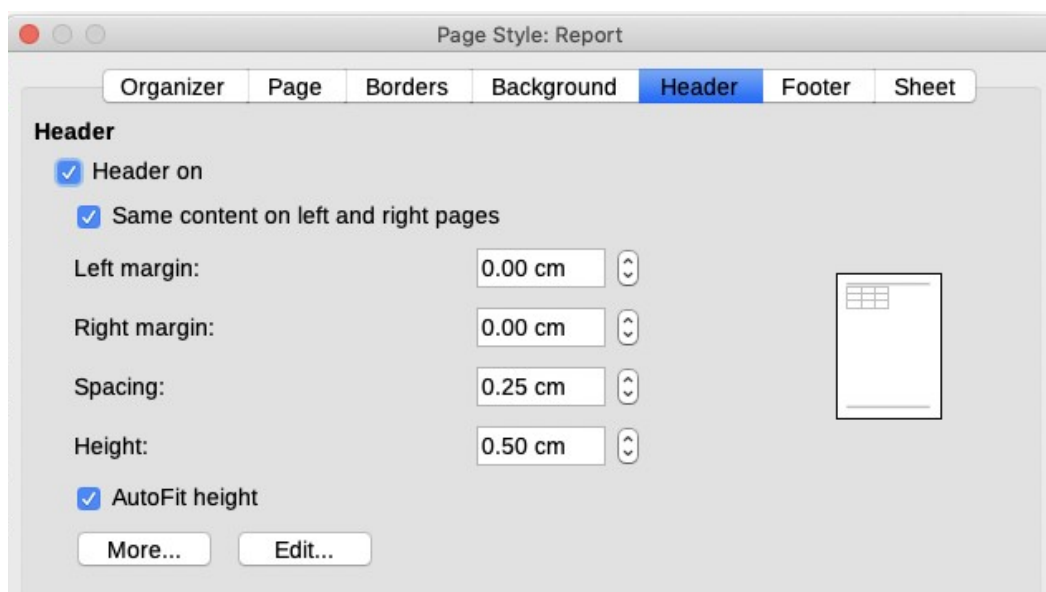 Page Style: Report
Organizer Page Borders Background Header Footer Sheet
Header
Header on
Same content on left and right pages
Left margin: 0.00 cm
Right margin: 0.00 cm
Spacing: 0.25 cm
Height: 0.50 cm
AutoFit height
More... Edit...